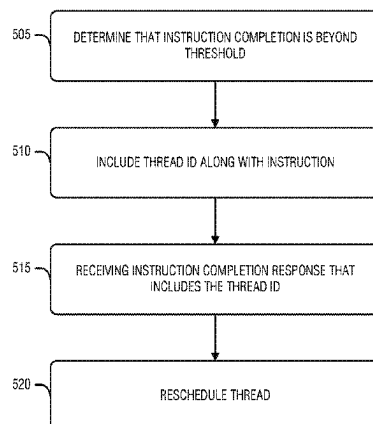 505
DETERMINE THAT INSTRUCTION COMPLETION IS BEYOND
THRESHOLD
510
INCLUDE THREAD ID ALONG WITH INSTRUCTION
515
RECEIVING INSTRUCTION COMPLETION RESPONSE THAT
INCLUDES THE THREAD ID
520
RESCHEDULE THREAD